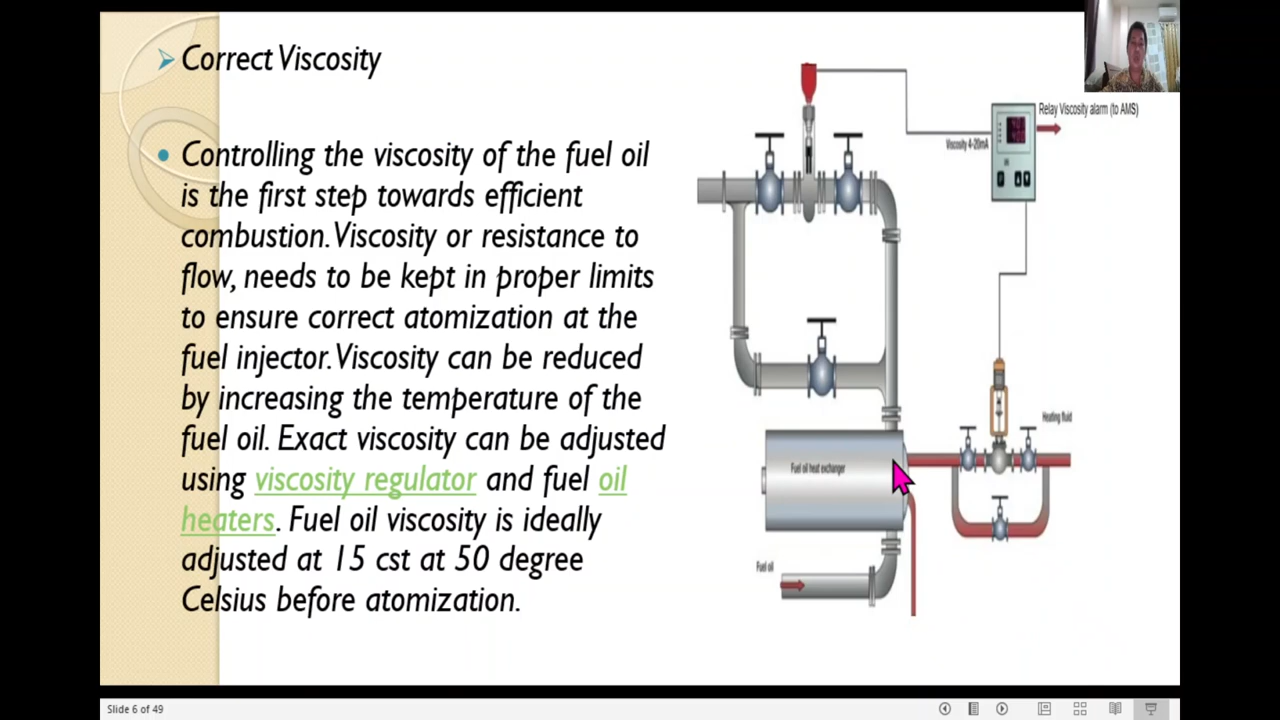 Correct Viscosity
Controlling the viscosity of the fuel oil
is the first step towards efficient
combustion. Viscosity or resistance to
flow, needs to be kept in proper limits
to ensure correct atomization at the
fuel injector. Viscosity can be reduced
by increasing the temperature of the
fuel oil. Exact viscosity can be adjusted
using viscosity regulator and fuel oil
heaters. Fuel oil viscosity is ideally
adjusted at 15 cst at 50 degree
Celsius before atomization.
Relay Viscosity alarm (to AMS)
Viscosity 4-20mA
Heating fluid
Fuel oil heat exchanger
Fuel oil
Slide 6 of 49